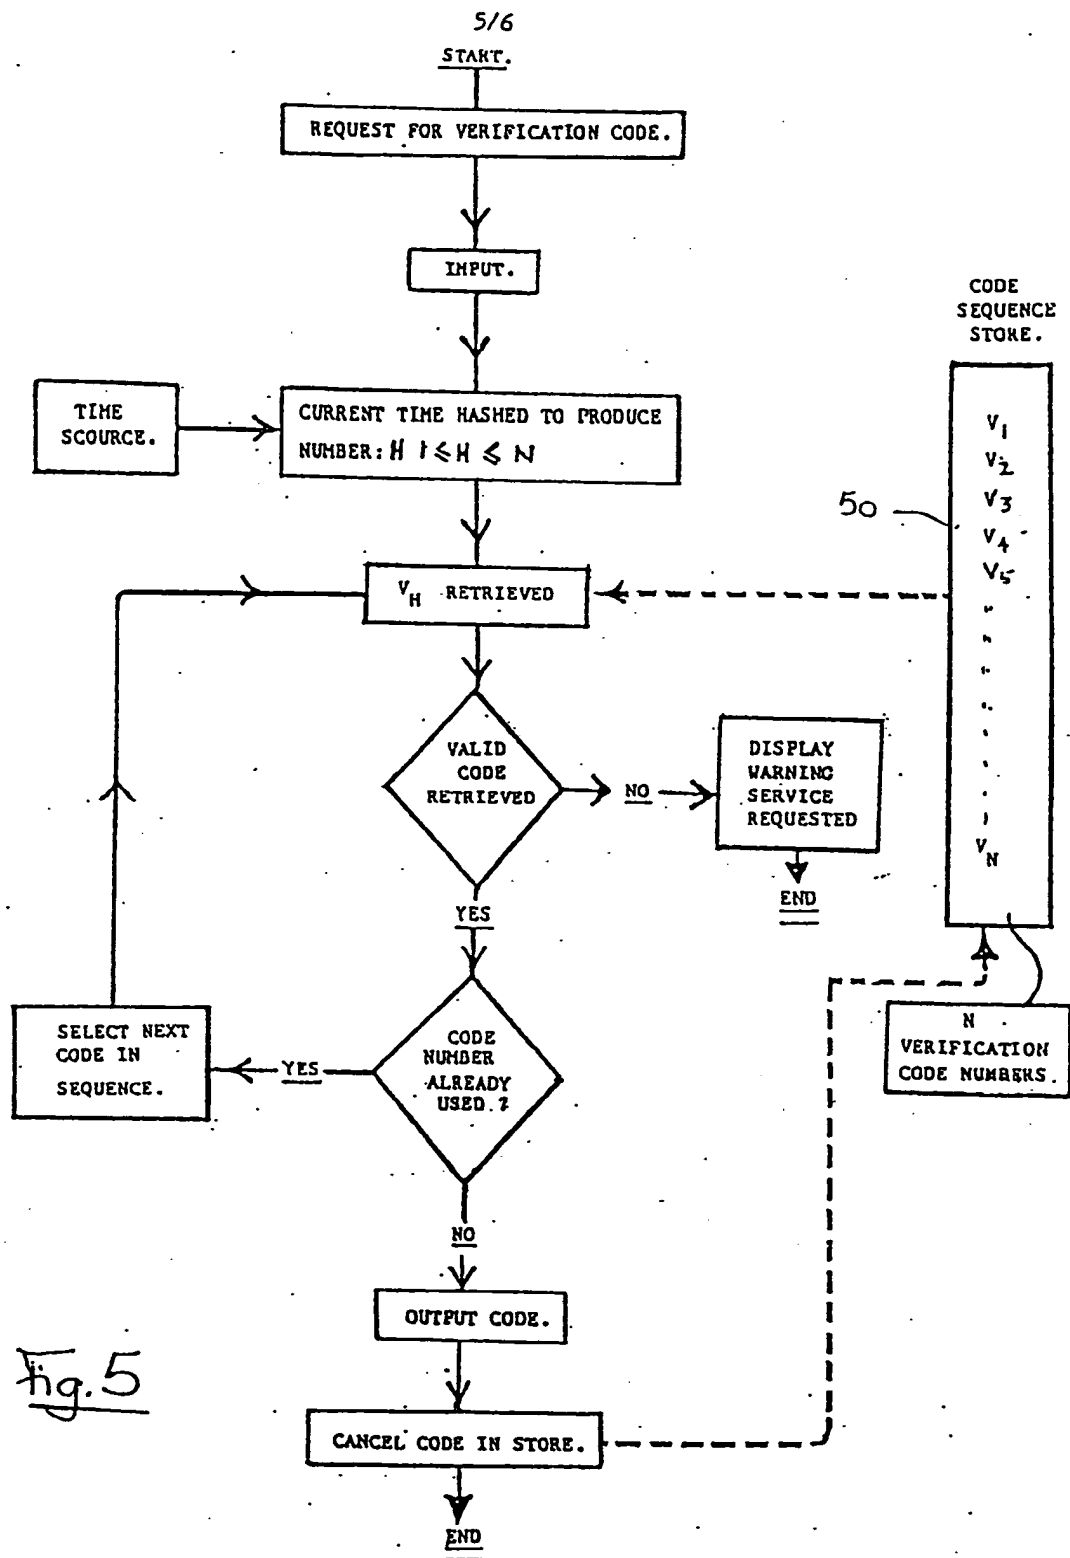 5/6
START.
REQUEST FOR VERIFICATION CODE.
INPUT.
CODE
SEQUENCE
STORE.
TIME
SCOURCE.
CURRENT TIME HASHED TO PRODUCE
NUMBER: H 1 ≤ H ≤ N
V1
V2
V3
V4
V5
VN
50
VH RETRIEVED
VALID
CODE
RETRIEVED
NO
DISPLAY
WARNING
SERVICE
REQUESTED
END
YES
SELECT NEXT
CODE IN
SEQUENCE.
YES
CODE
NUMBER
ALREADY
USED.?
N
VERIFICATION
CODE NUMBERS.
NO
OUTPUT CODE.
Fig. 5
CANCEL CODE IN STORE.
END